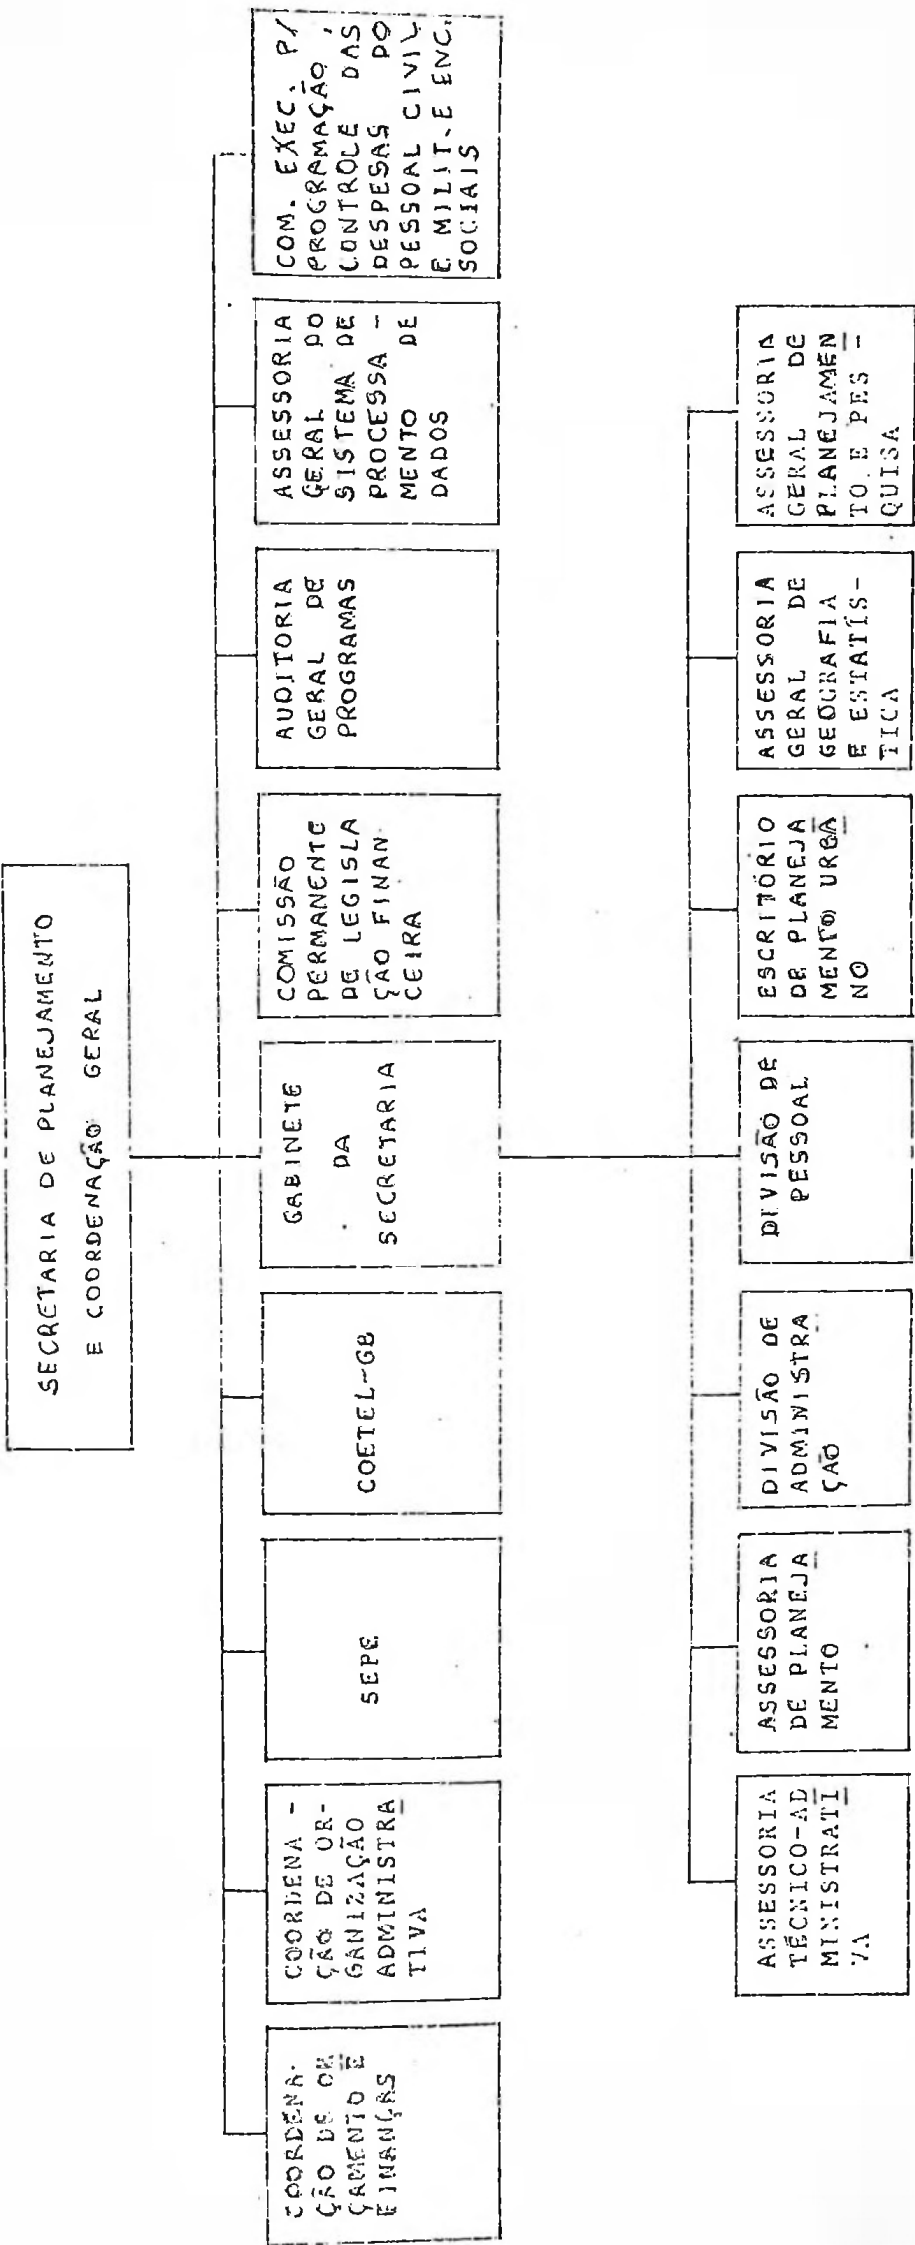 SECRETARIA DE PLANEJAMENTO
E COORDENAÇÃO GERAL
COORDENA-
ÇÃO DE OR
ÇAMENTO E
FINANÇAS
COORDENA -
ÇÃO DE OR-
GANIZAÇÃO
ADMINISTRA
TIVA
SEPE
COETEL-GB
GABINETE
DA
SECRETARIA
COMISSÃO
PERMANENTE
DE LEGISLA
ÇÃO FINAN
CEIRA
AUDITORIA
GERAL DE
PROGRAMAS
ASSESSORIA
GERAL DO
SISTEMA DE
PROCESSA -
MENTO DE
DADOS
COM. EXEC. P/
PROGRAMAÇÃO,
CONTROLE DAS
DESPESAS DO
PESSOAL CIVIL
E MILIT. E ENC.
SOCIAIS
ASSESSORIA
TÉCNICO-AD
MINISTRATI
VA
ASSESSORIA
DE PLANEJA
MENTO
DIVISÃO DE
ADMINISTRA
ÇÃO
DIVISÃO DE
PESSOAL
ESCRITÓRIO
DE PLANEJA
MENTO URBA
NO
ASSESSORIA
GERAL DE
GEOGRAFIA
E ESTATÍS-
TICA
ASSESSORIA
GERAL DE
PLANEJAMEN
TO E PES -
QUISA